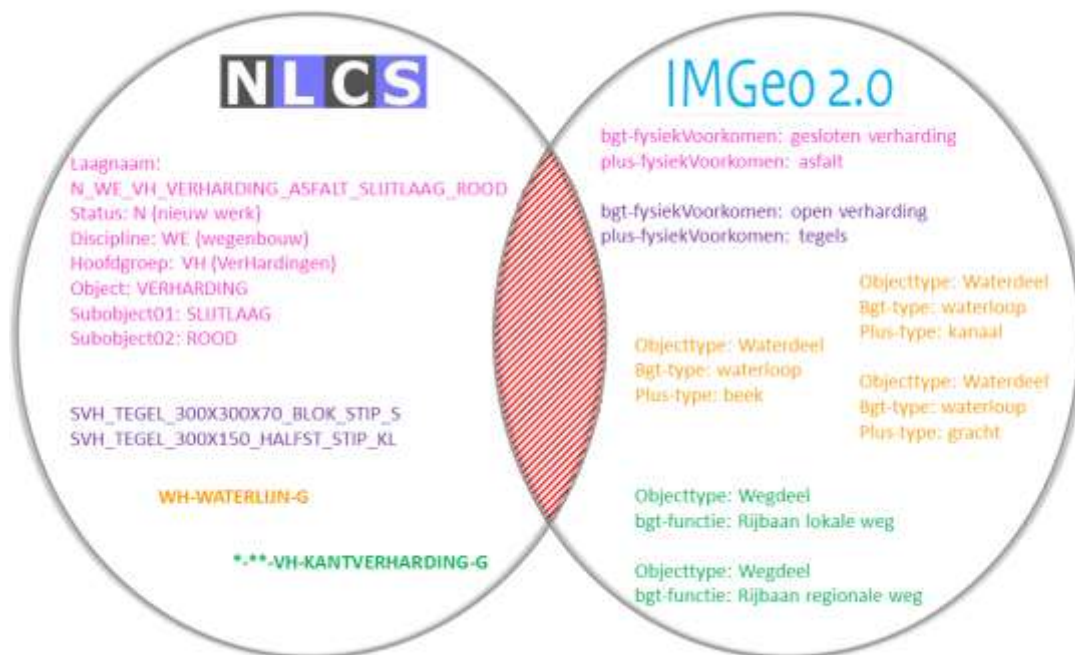 NLCS
Laagnaam:
N_WE_VH_VERHARDING_ASFALT_SLIJTLAAG_ROOD
Status: N (nieuw werk)
Discipline: WE (wegenbouw)
Hoofdgroep: VH (VerHardingen)
Object: VERHARDING
Subobject01: SLIJTLAAG
Subobject02: ROOD
SVH_TEGEL_300X300X70_BLOK_STIP_S
SVH_TEGEL_300X150_HALFST_STIP_KL
WH-WATERLIJN-G
*-**-VH-KANTVERHARDING-G
IMGeo 2.0
bgt-fysiekVoorkomen: gesloten verharding
plus-fysiekVoorkomen: asfalt
bgt-fysiekVoorkomen: open verharding
plus-fysiekVoorkomen: tegels
Objecttype: Waterdeel
Bgt-type: waterloop
Plus-type: kanaal
Objecttype: Waterdeel
Bgt-type: waterloop
Plus-type: beek
Objecttype: Waterdeel
Bgt-type: waterloop
Plus-type: gracht
Objecttype: Wegdeel
bgt-functie: Rijbaan lokale weg
Objecttype: Wegdeel
bgt-functie: Rijbaan regionale weg